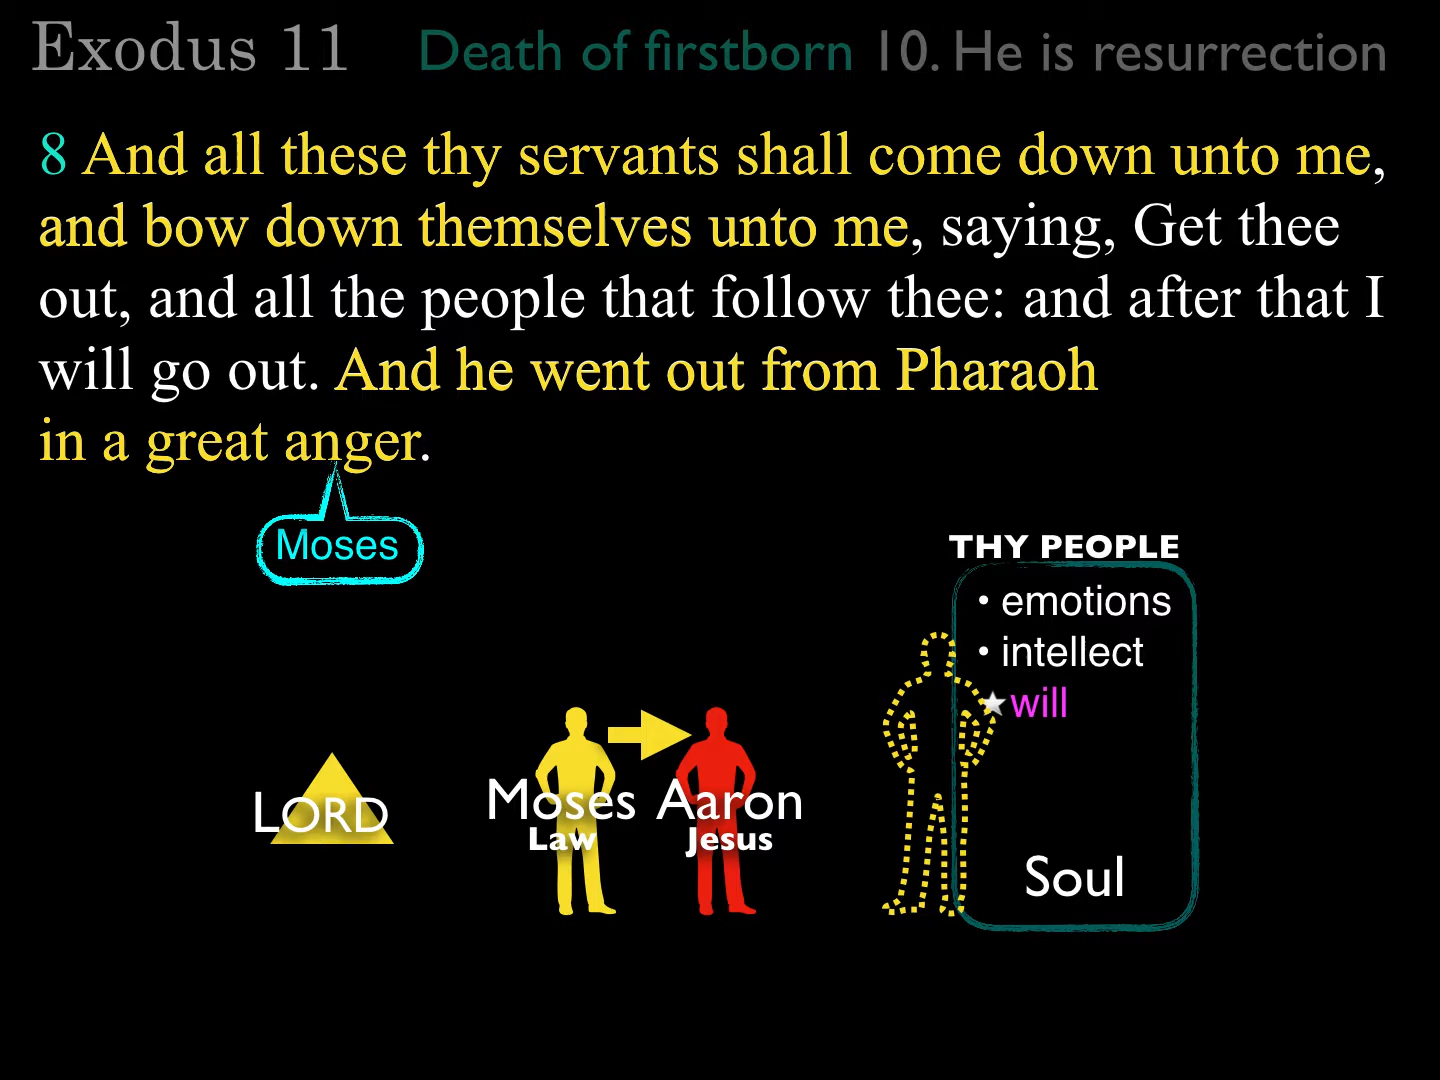 Exodus 11 Death of firstborn 10. He is resurrection
8 And all these thy servants shall come down unto me,
and bow down themselves unto me, saying, Get thee
out, and all the people that follow thee: and after that I
will go out. And he went out from Pharaoh
in a great anger.
Moses
THY PEOPLE
• emotions
• intellect
will
LORD
Moses Aaron
Law Jesus
Soul